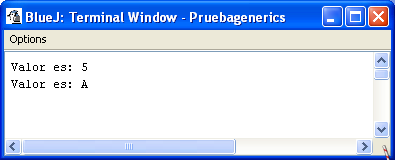 BlueJ: Terminal Window - Pruebagenerics
Options
Valor es: 5
Valor es: A